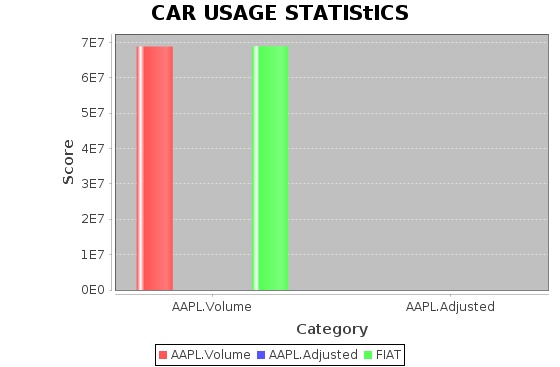 CAR USAGE STATIStICS
7E7
6E7
5E7
4E7
3E7
2E7
1E7
0E0
Score
AAPL.Volume AAPL.Adjusted
Category
AAPL.Volume AAPL.Adjusted FIAT